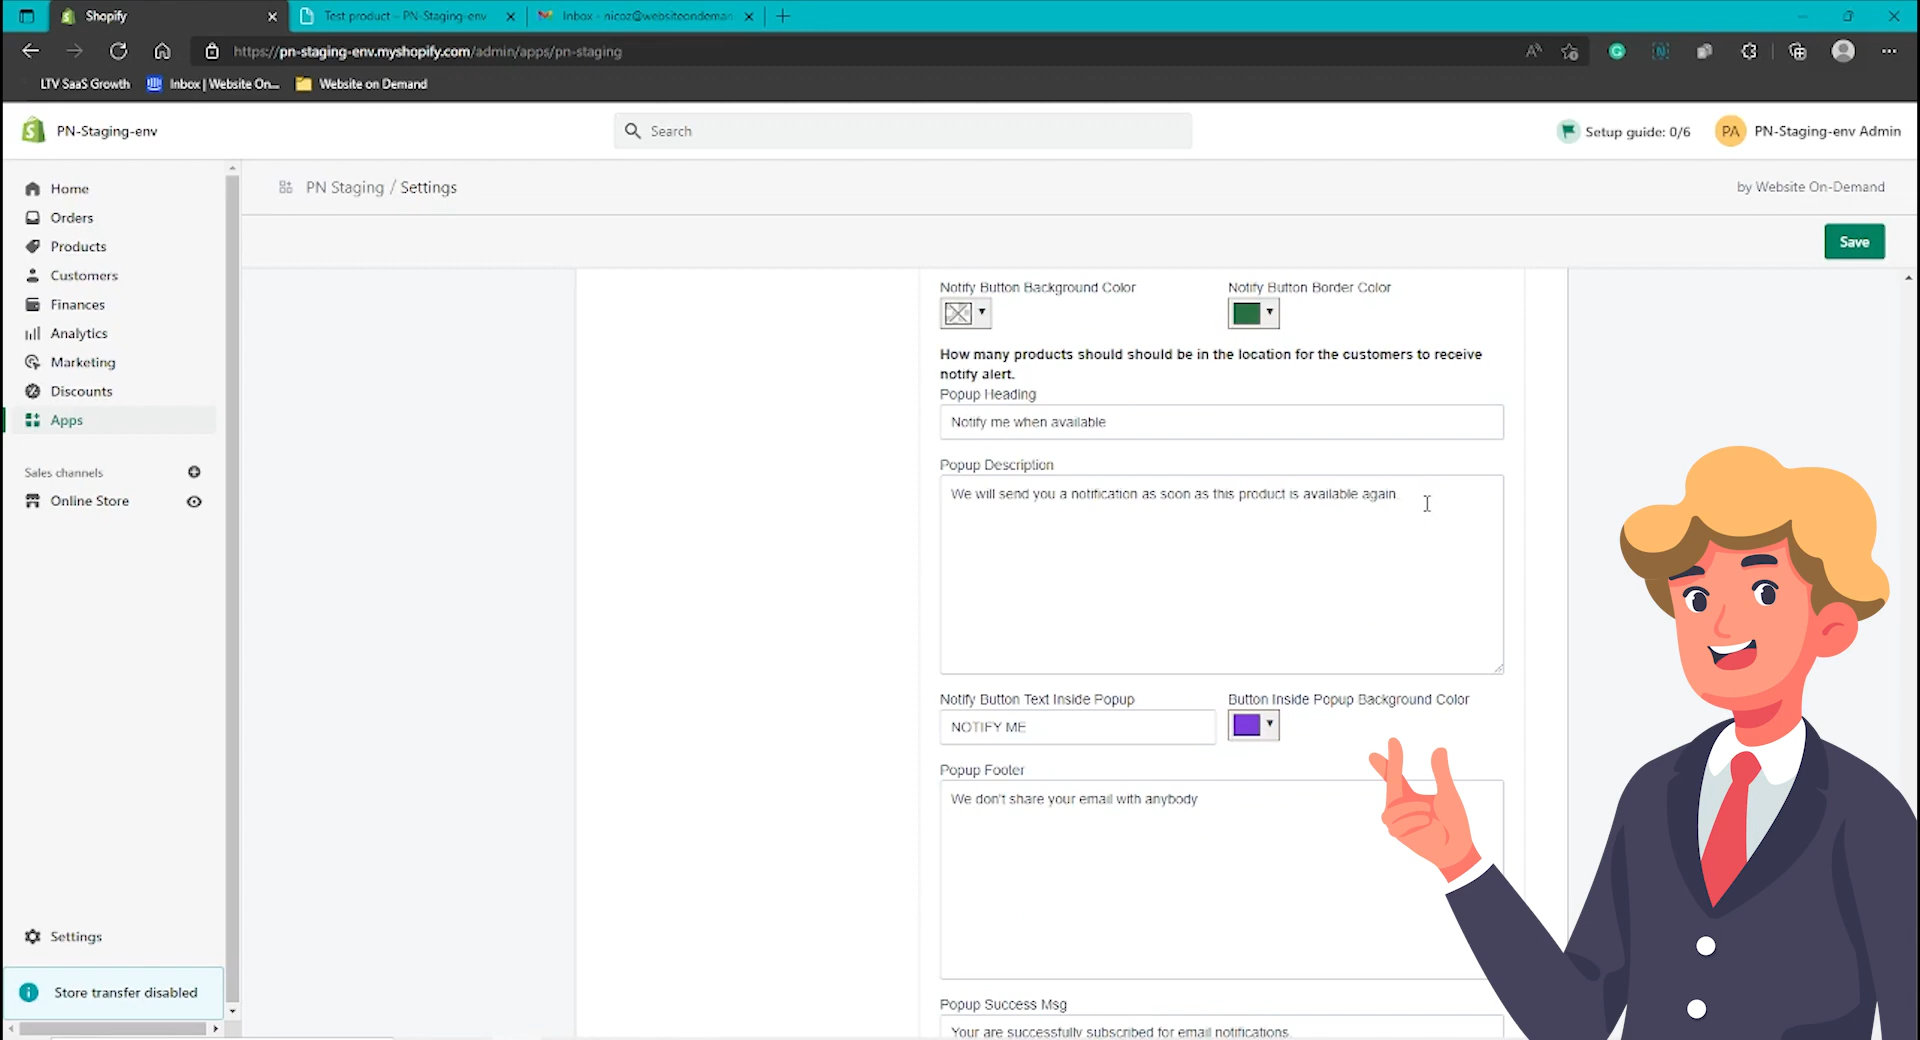 Shopify
Test product – PN-Staging-env
Inbox - nicoz@websiteondeman
https://pn-staging-env.myshopify.com/admin/apps/pn-staging
LTV SaaS Growth
Inbox | Website On...
Website on Demand
PN-Staging-env
Search
Setup guide: 0/6
PA
PN-Staging-env Admin
Home
Orders
Products
Customers
Finances
Analytics
Marketing
Discounts
Apps
Sales channels
Online Store
Settings
Store transfer disabled
PN Staging / Settings
by Website On-Demand
Save
Notify Button Background Color
Notify Button Border Color
How many products should should be in the location for the customers to receive
notify alert.
Popup Heading
Notify me when available
Popup Description
We will send you a notification as soon as this product is available again.
Notify Button Text Inside Popup
Button Inside Popup Background Color
NOTIFY ME
Popup Footer
We don't share your email with anybody
Popup Success Msg
Your are successfully subscribed for email notifications.